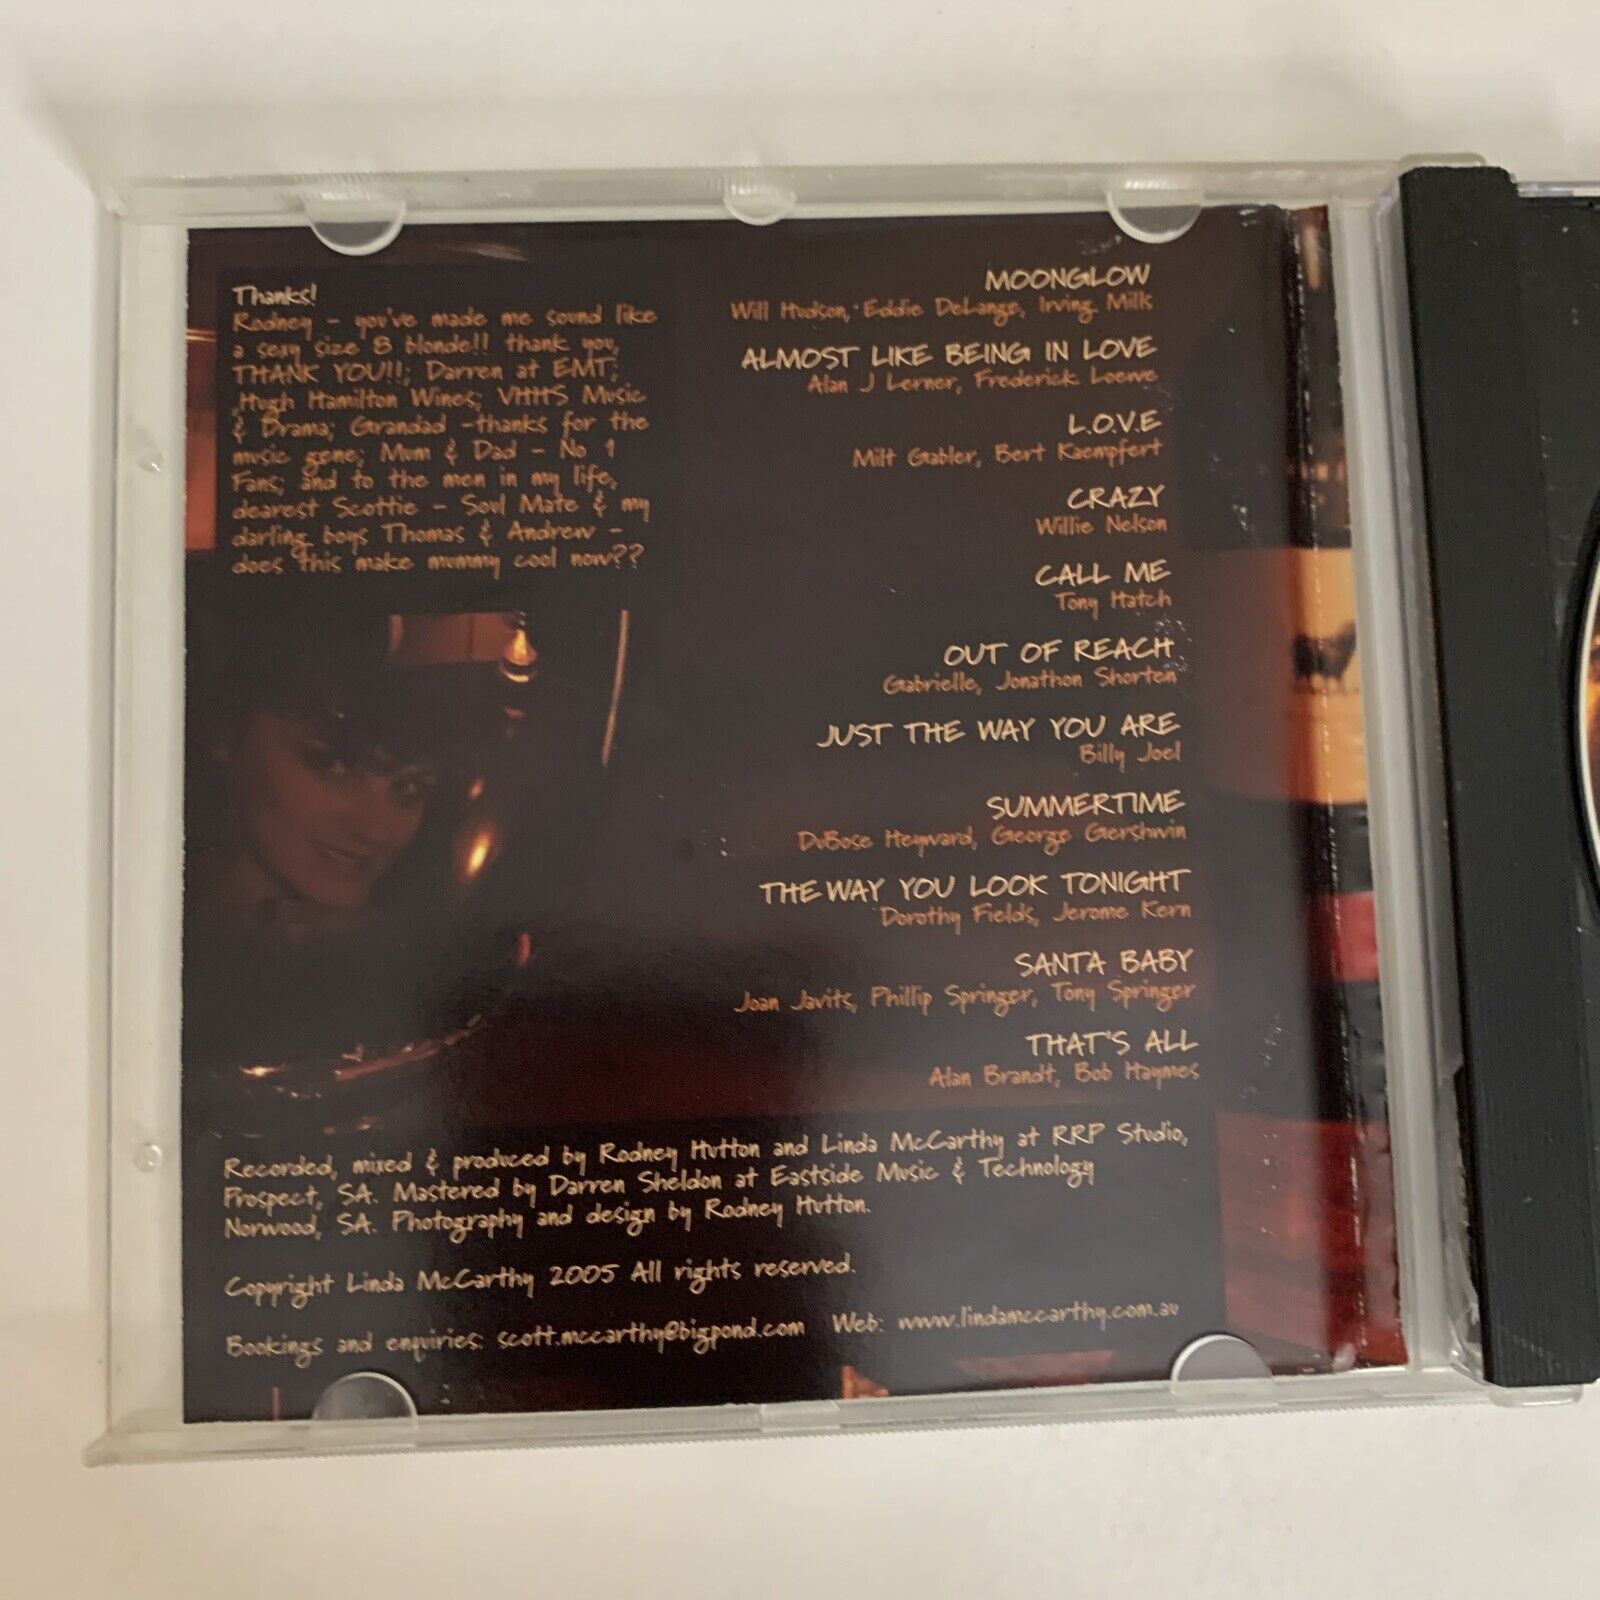 Thanks!
Rodney - you've made me sound like
a sexy size 8 blonde!! thank you,
THANK YOU!!; Darren at EMT;
Hugh Hamilton Wines; VHHS Music
& Drama; Grandad -thanks for the
music gene; Mum & Dad - No 1
Fans; and to the men in my life,
dearest Scottie - Soul Mate & my
darling boys Thomas & Andrew -
does this make mummy cool now??
MOONGLOW
Will Hudson, Eddie DeLange, Irving Mills
ALMOST LIKE BEING IN LOVE
Alan J Lerner, Frederick Loewe
L.O.V.E
Milt Gabler, Bert Kaempfert
CRAZY
Willie Nelson
CALL ME
Tony Hatch
OUT OF REACH
Gabrielle, Jonathon Shorten
JUST THE WAY YOU ARE
Billy Joel
SUMMERTIME
DuBose Heyward, George Gershwin
THE WAY YOU LOOK TONIGHT
Dorothy Fields, Jerome Kern
SANTA BABY
Joan Javits, Phillip Springer, Tony Springer
THAT'S ALL
Alan Brandt, Bob Haymes
Recorded, mixed & produced by Rodney Hutton and Linda McCarthy at RRP Studio,
Prospect, SA. Mastered by Darren Sheldon at Eastside Music & Technology
Norwood, SA. Photography and design by Rodney Hutton.
Copyright Linda McCarthy 2005 All rights reserved.
Bookings and enquiries: scott.mccarthy@bigpond.com Web: www.lindamccarthy.com.au